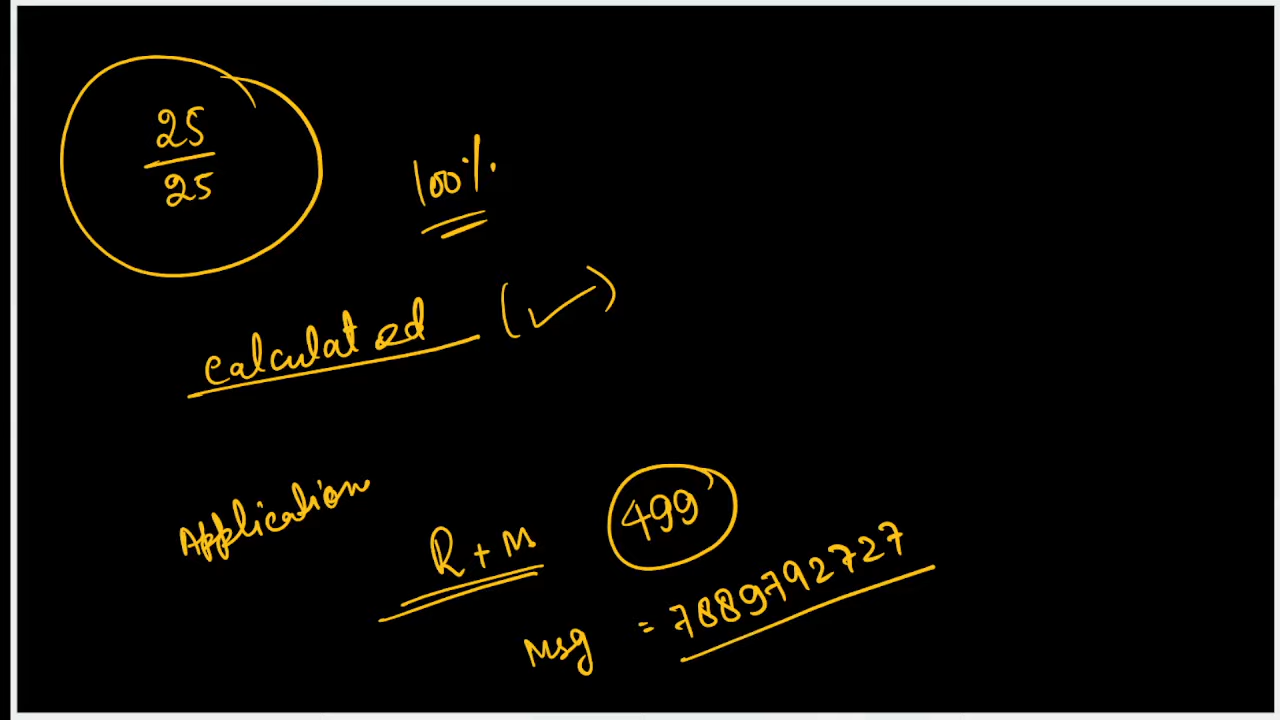 25
25
100%
calculated (✓)
Application
R + M 499
Msg = 7889792727